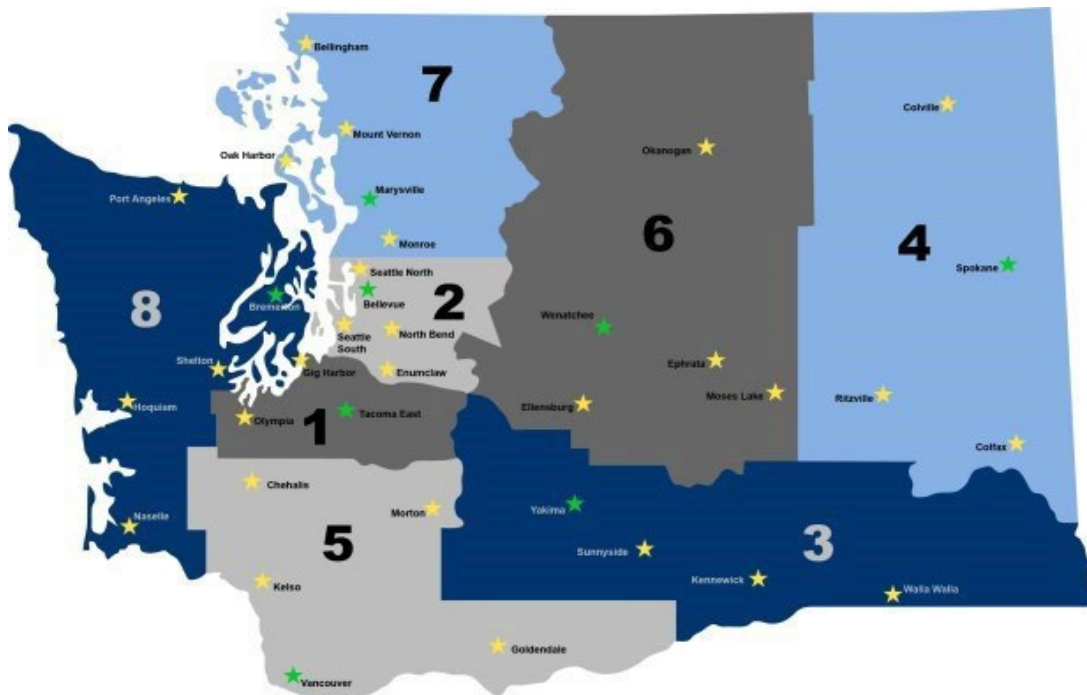 Bellingham
7
Colville
Mount Vernon
Okanogan
Oak Harbor
Marysville
Port Angeles
6
4
Monroe
Seattle North
Spokane
8
Bremerton
Bellevue
2
Wenatchee
North Bend
Seattle
South
Shelton
Gig Harbor
Enumclaw
Ephrata
Moses Lake
Ritzville
Hoquiam
Ellensburg
Olympia
1
Tacoma East
Colfax
Chehalis
Morton
Yakima
Naselle
5
Sunnyside
3
Kelso
Kennewick
Walla Walla
Goldendale
Vancouver